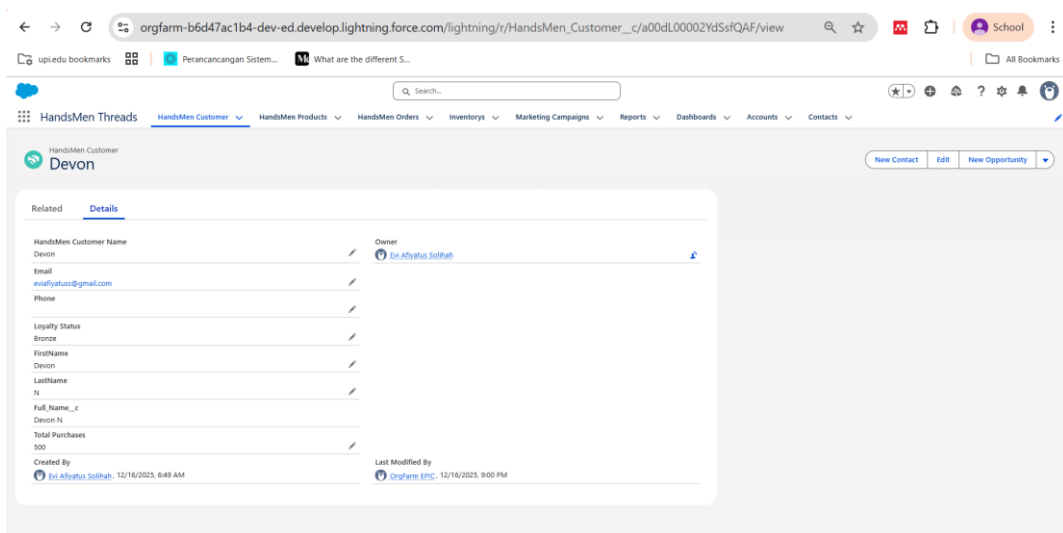 orgfarm-b6d47ac1b4-dev-ed.develop.lightning.force.com/lightning/r/HandsMen_Customer__c/a00dL00002YdSsfQAF/view
School
upi.edu bookmarks
Perancancangan Sistem...
What are the different S...
All Bookmarks
Search...
HandsMen Threads
HandsMen Customer
HandsMen Products
HandsMen Orders
Inventorys
Marketing Campaigns
Reports
Dashboards
Accounts
Contacts
HandsMen Customer
Devon
New Contact
Edit
New Opportunity
Related
Details
HandsMen Customer Name
Devon
Owner
Evi Afiyatus Solihah
Email
eviafiyatuss@gmail.com
Phone
Loyalty Status
Bronze
FirstName
Devon
LastName
N
Full_Name__c
Devon N
Total Purchases
500
Created By
Evi Afiyatus Solihah, 12/16/2025, 6:49 AM
Last Modified By
OrgFarm EPIC, 12/16/2025, 9:00 PM